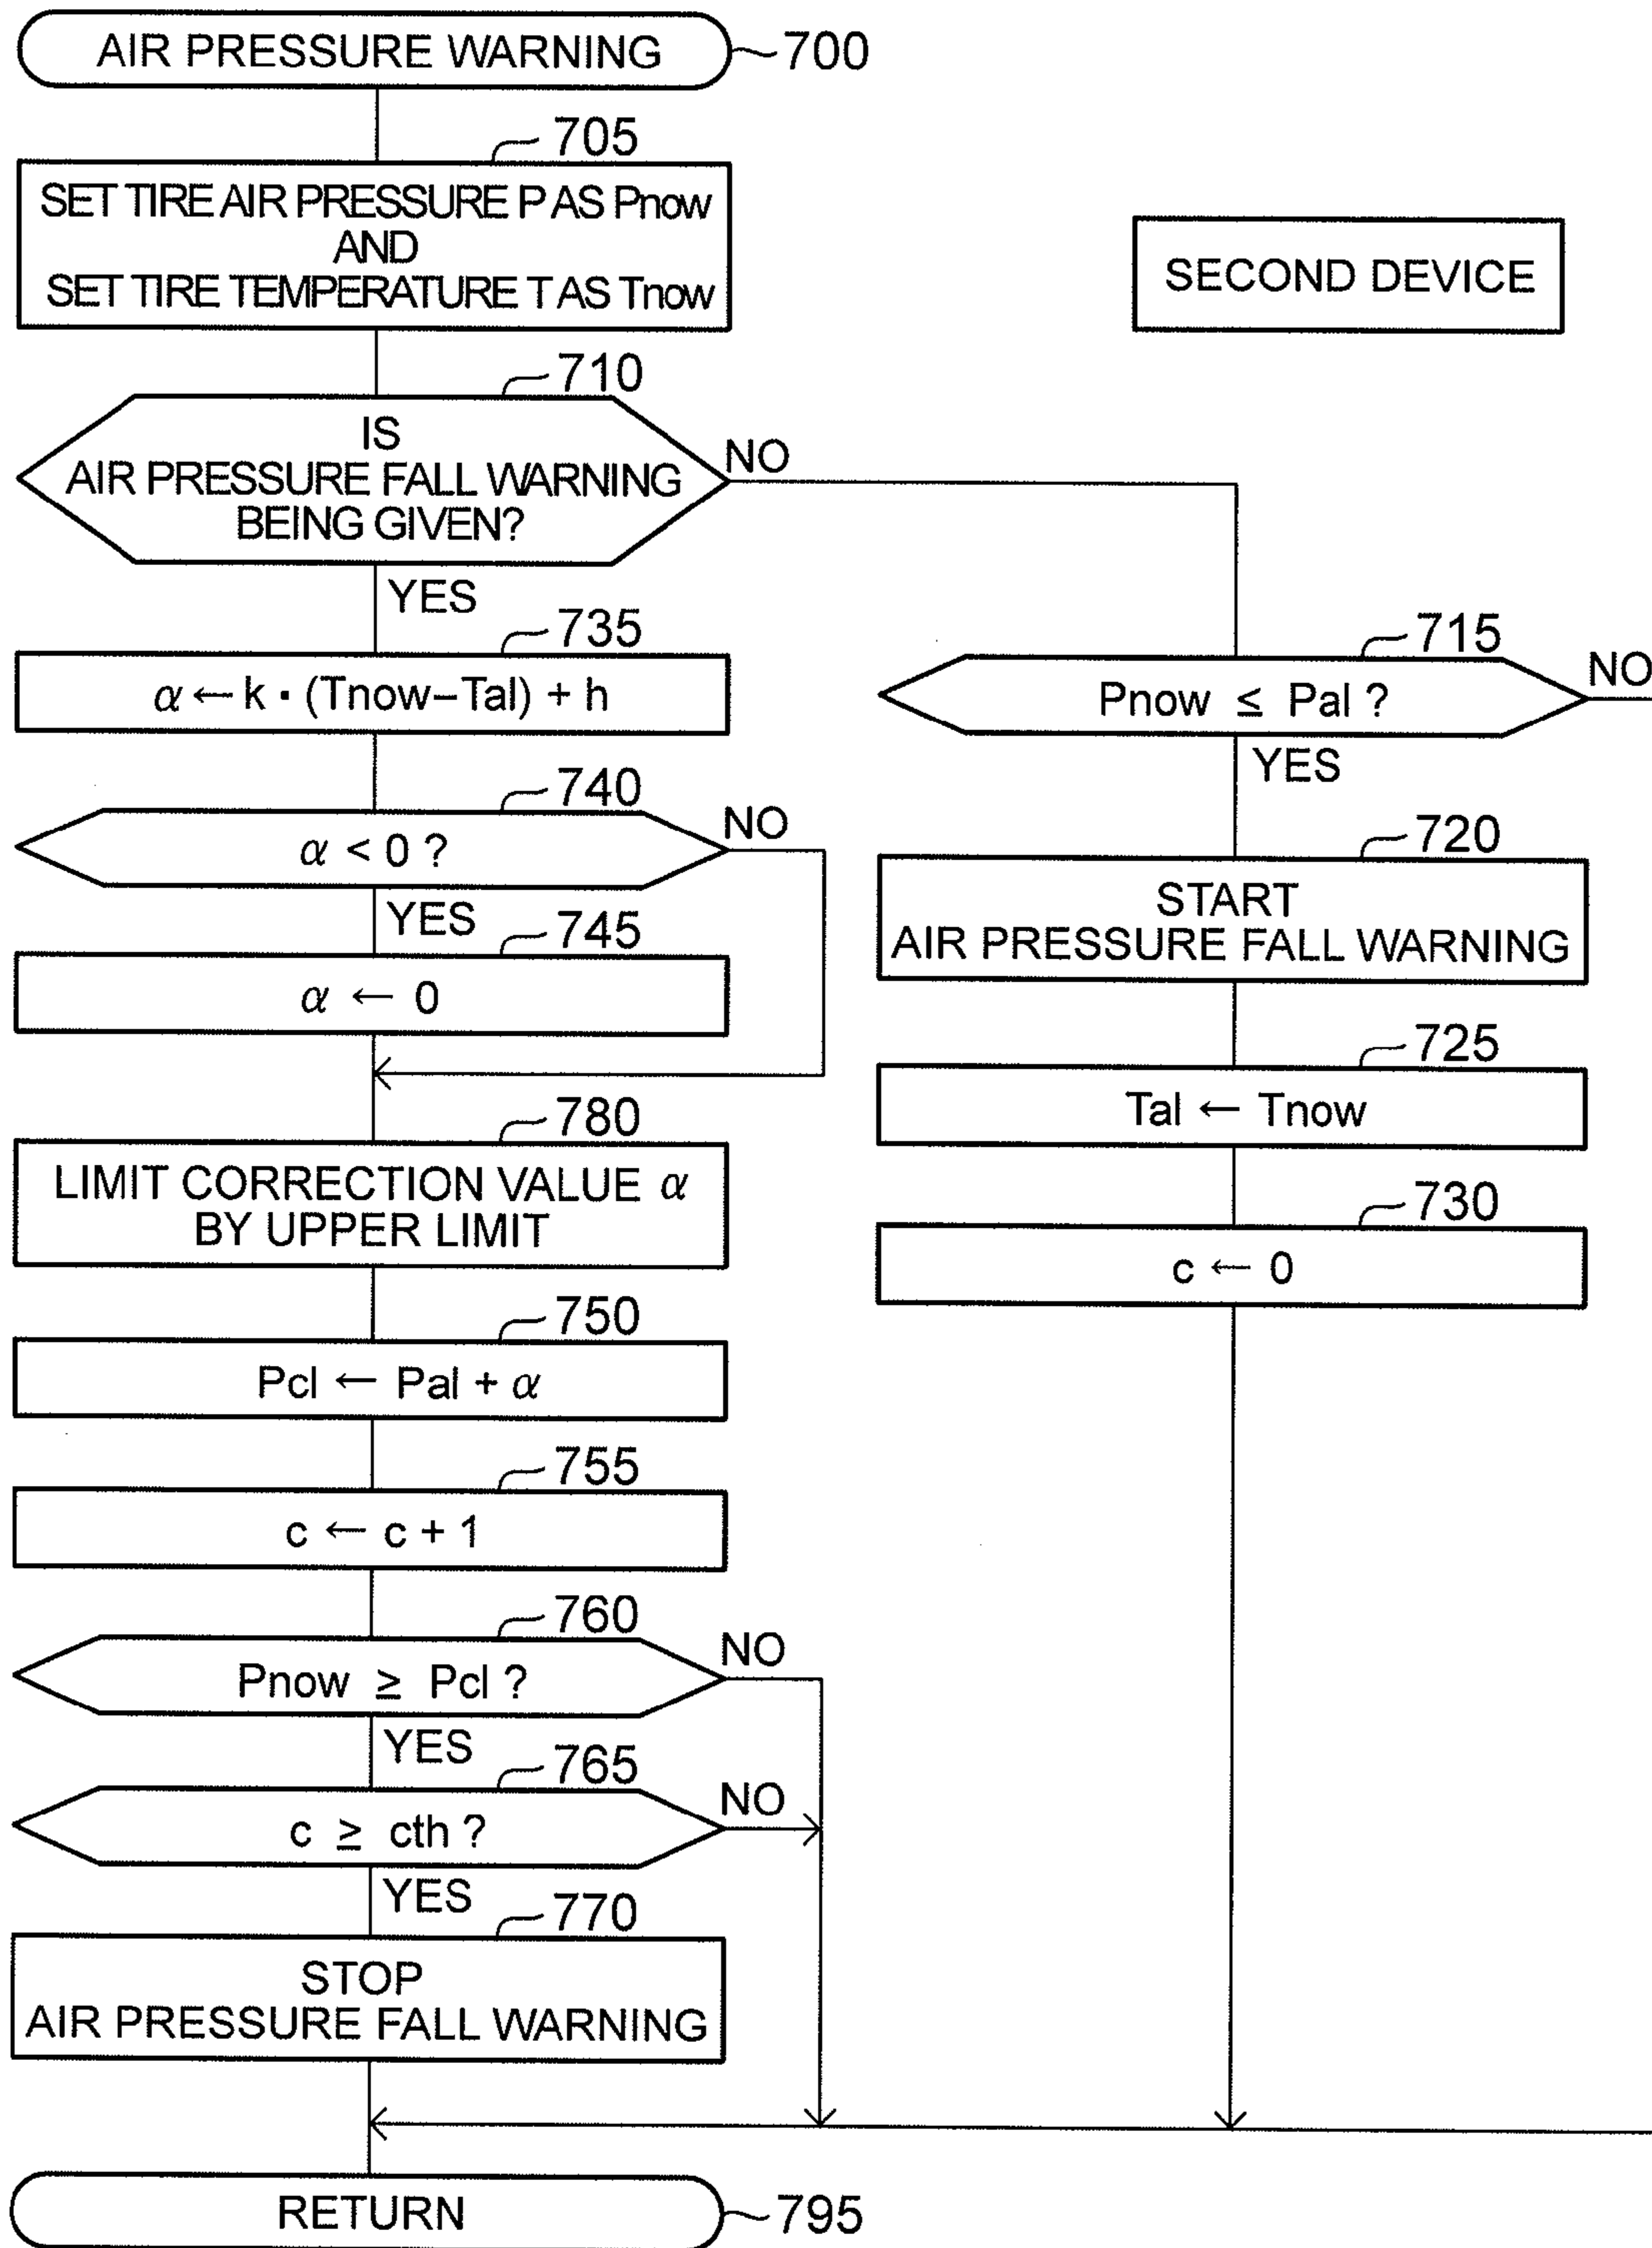 AIR PRESSURE WARNING
700
705
SET TIRE AIR PRESSURE P AS Pnow
AND
SET TIRE TEMPERATURE T AS Tnow
SECOND DEVICE
710
IS
AIR PRESSURE FALL WARNING
BEING GIVEN?
NO
YES
735
α ← k · (Tnow−Tal) + h
740
α < 0 ?
NO
YES
745
α ← 0
780
LIMIT CORRECTION VALUE α
BY UPPER LIMIT
750
Pcl ← Pal + α
755
c ← c + 1
760
Pnow ≥ Pcl ?
NO
YES
765
c ≥ cth ?
NO
YES
770
STOP
AIR PRESSURE FALL WARNING
715
Pnow ≤ Pal ?
NO
YES
720
START
AIR PRESSURE FALL WARNING
725
Tal ← Tnow
730
c ← 0
RETURN
795